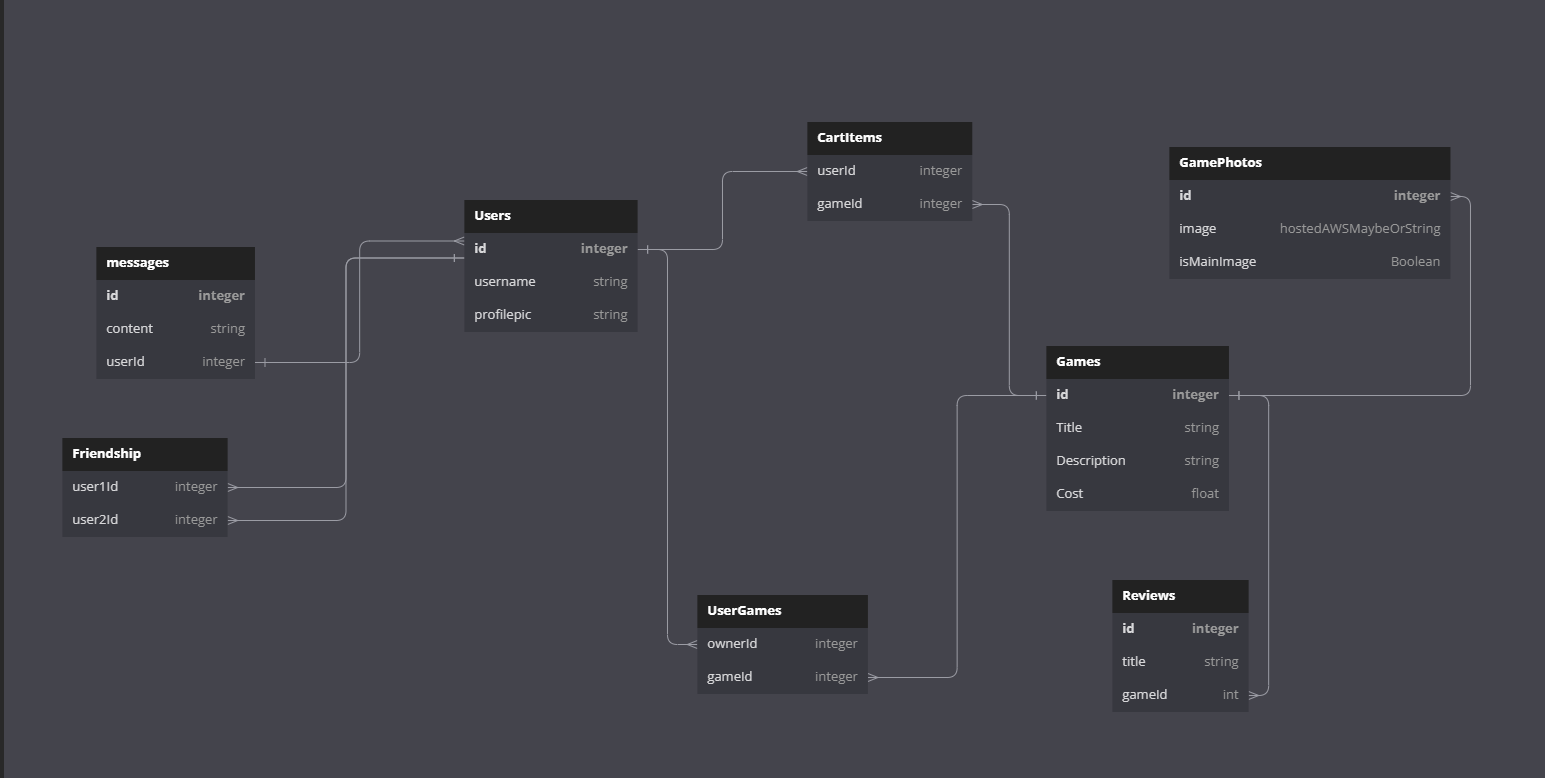 messages
id integer
content string
userId integer
Friendship
user1Id integer
user2Id integer
Users
id integer
username string
profilepic string
CartItems
userId integer
gameId integer
UserGames
ownerId integer
gameId integer
GamePhotos
id integer
image hostedAWSMaybeOrString
isMainImage Boolean
Games
id integer
Title string
Description string
Cost float
Reviews
id integer
title string
gameId int